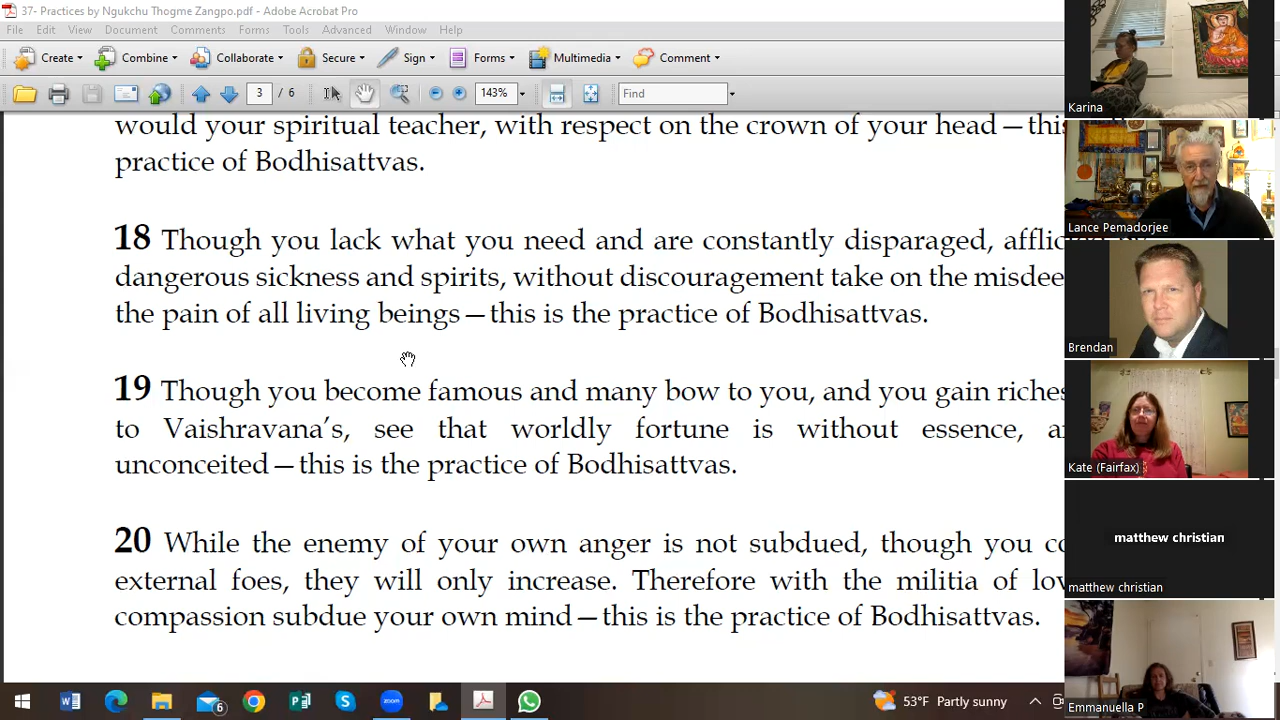 37- Practices by Ngukchu Thogme Zangpo.pdf - Adobe Acrobat Pro
File Edit View Document Comments Forms Tools Advanced Window Help
Create Combine Collaborate Secure Sign Forms Multimedia Comment
3 / 6 143% Find
would your spiritual teacher, with respect on the crown of your head—this
practice of Bodhisattvas.
18 Though you lack what you need and are constantly disparaged,
dangerous sickness and spirits, without discouragement take on the
the pain of all living beings—this is the practice of Bodhisattvas.
19 Though you become famous and many bow to you, and you gain riches
to Vaishravana's, see that worldly fortune is without essence,
unconceited—this is the practice of Bodhisattvas.
20 While the enemy of your own anger is not subdued, though you
external foes, they will only increase. Therefore with the militia of
compassion subdue your own mind—this is the practice of Bodhisattvas.
Karina
Lance Pemadorjee
Brendan
Kate (Fairfax)
matthew christian
matthew christian
Emmanuella P
6 zoom 53°F Partly sunny